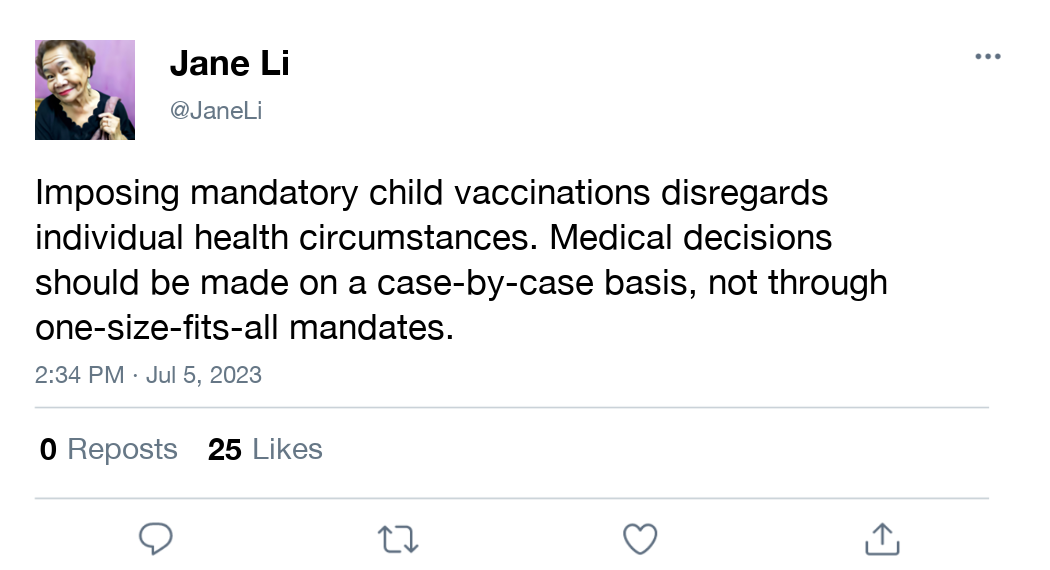 Jane Li
@JaneLi
Imposing mandatory child vaccinations disregards
individual health circumstances. Medical decisions
should be made on a case-by-case basis, not through
one-size-fits-all mandates.
2:34 PM · Jul 5, 2023
0 Reposts 25 Likes